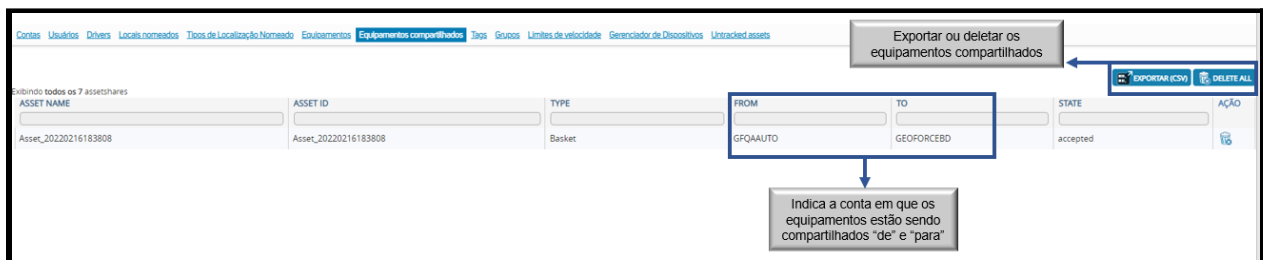 Exportar ou deletar os
equipamentos compartilhados
Contas Usuários Drivers Locais nomeados Tipos de Localização Nomeado Equipamentos Equipamentos compartilhados Tags Grupos Limites de velocidade Gerenciador de Dispositivos Untracked assets
EXPORTAR (CSV) DELETE ALL
Exibindo todos os 7 assetshares
ASSET NAME ASSET ID TYPE FROM TO STATE AÇÃO
Asset_20220216183808 Asset_20220216183808 Basket GFQAAUTO GEOFORCEBD accepted
Indica a conta em que os
equipamentos estão sendo
compartilhados “de” e “para”